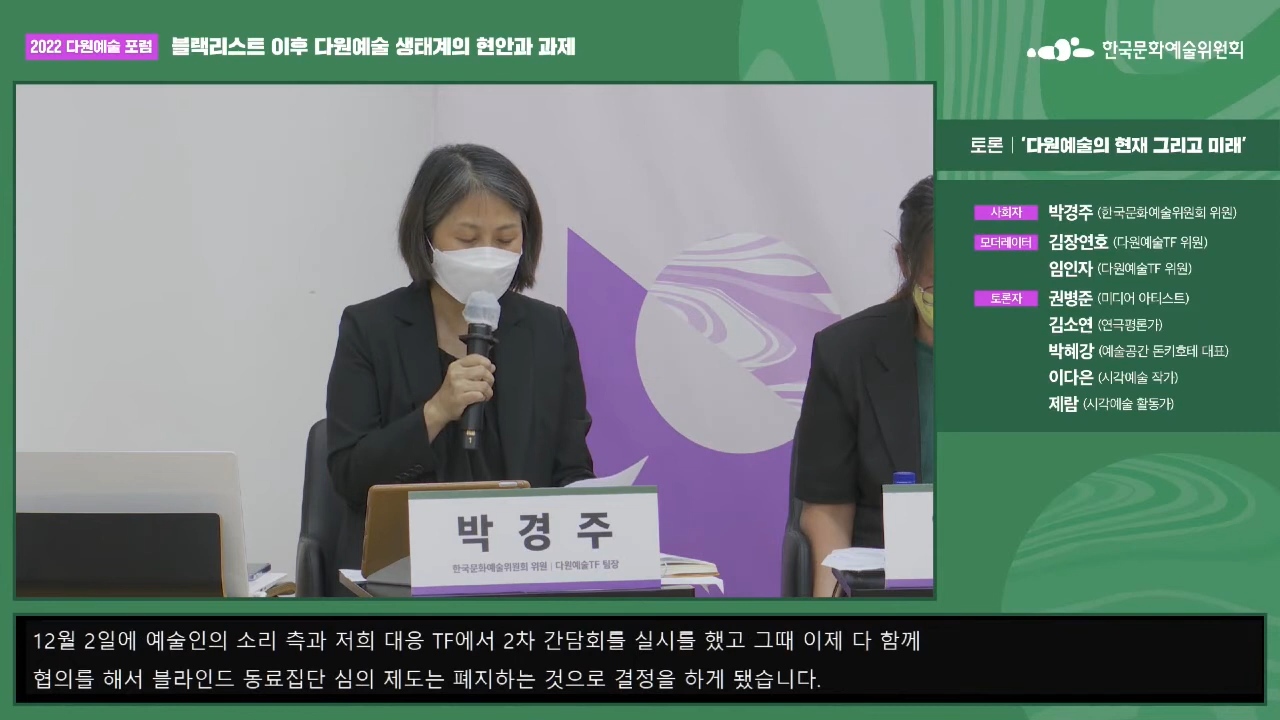 2022 다원예술 포럼 블랙리스트 이후 다원예술 생태계의 현안과 과제
한국문화예술위원회
토론 | '다원예술의 현재 그리고 미래'
사회자 박경주 (한국문화예술위원회 위원)
모더레이터 김장연호 (다원예술TF 위원)
임인자 (다원예술TF 위원)
토론자 권병준 (미디어 아티스트)
김소연 (연극평론가)
박혜강 (예술공간 돈키호테 대표)
이다은 (시각예술 작가)
제람 (시각예술 활동가)
박 경 주
한국문화예술위원회 위원 | 다원예술TF 팀장
12월 2일에 예술인의 소리 측과 저희 대응 TF에서 2차 간담회를 실시를 했고 그때 이제 다 함께
협의를 해서 블라인드 동료집단 심의 제도는 폐지하는 것으로 결정을 하게 됐습니다.